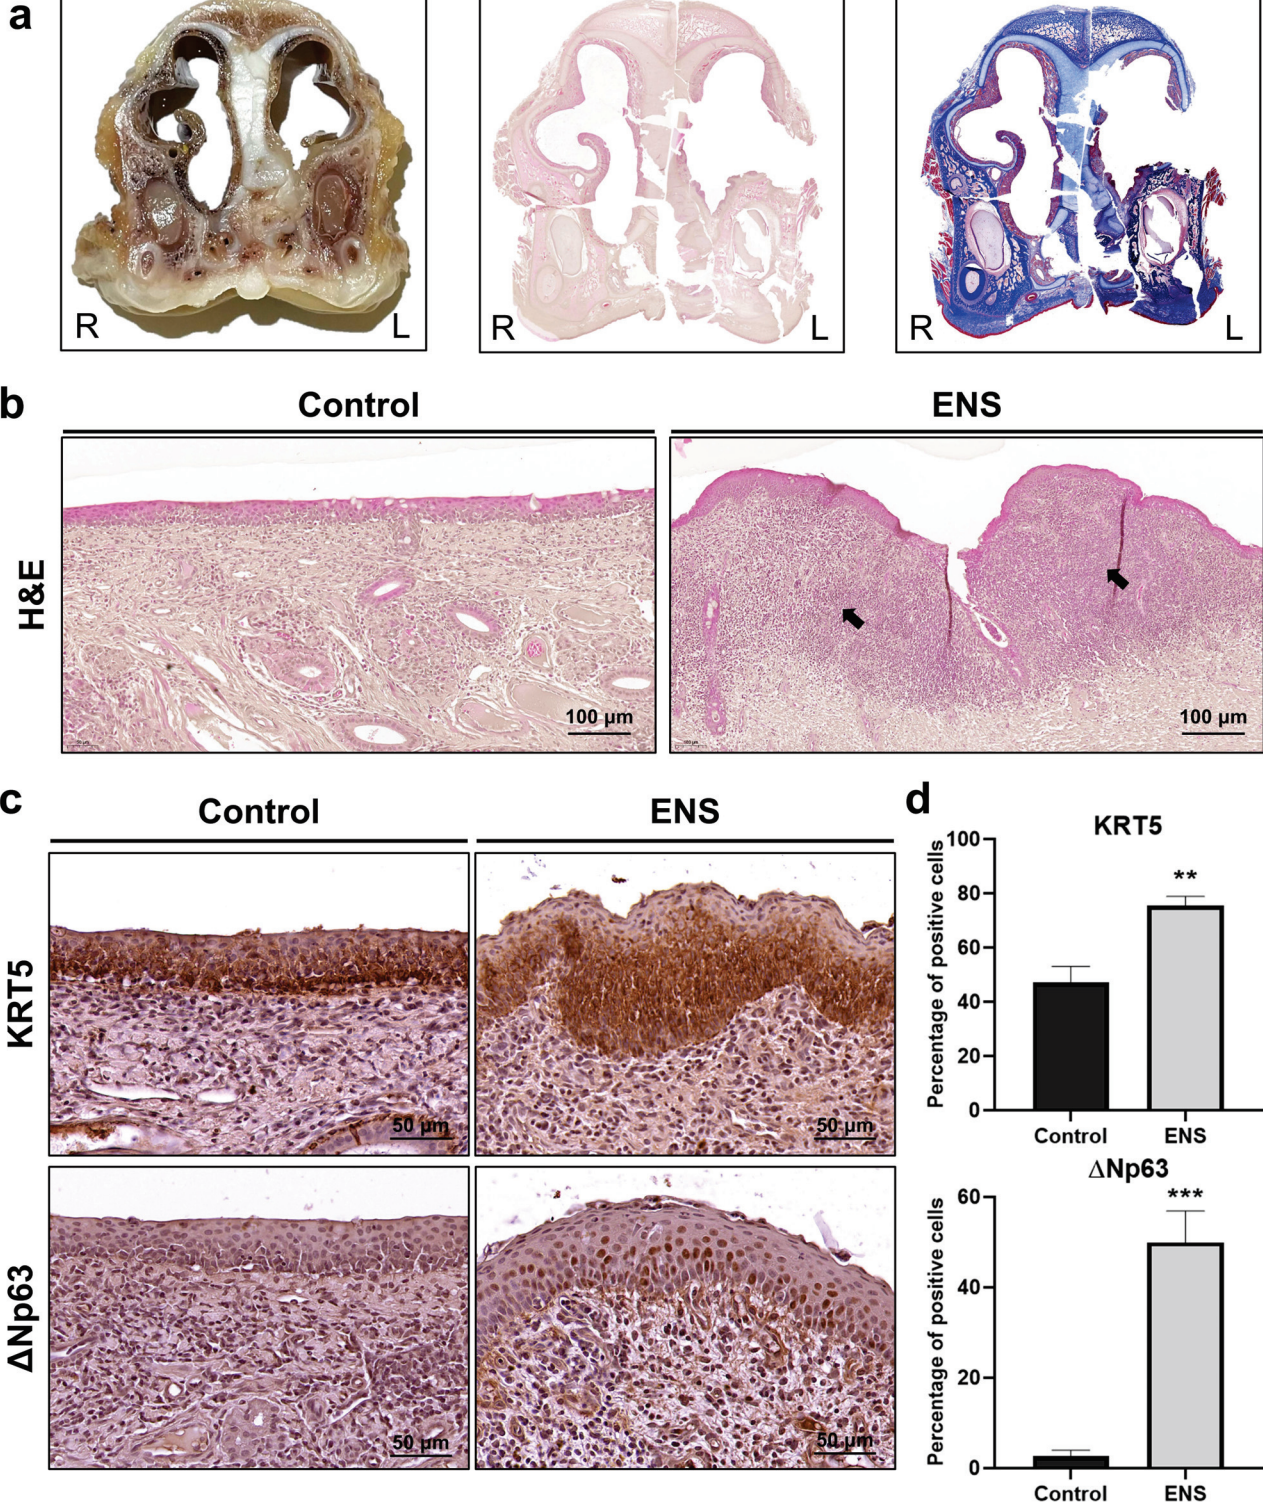 a
R L
R L
R L
b
Control ENS
H&E
100 µm 100 µm
c
Control ENS
KRT5
50 µm 50 µm
ΔNp63
50 µm 50 µm
d
KRT5
Percentage of positive cells
100
80
60
40
20
0
**
Control ENS
ΔNp63
Percentage of positive cells
60
40
20
0
***
Control ENS